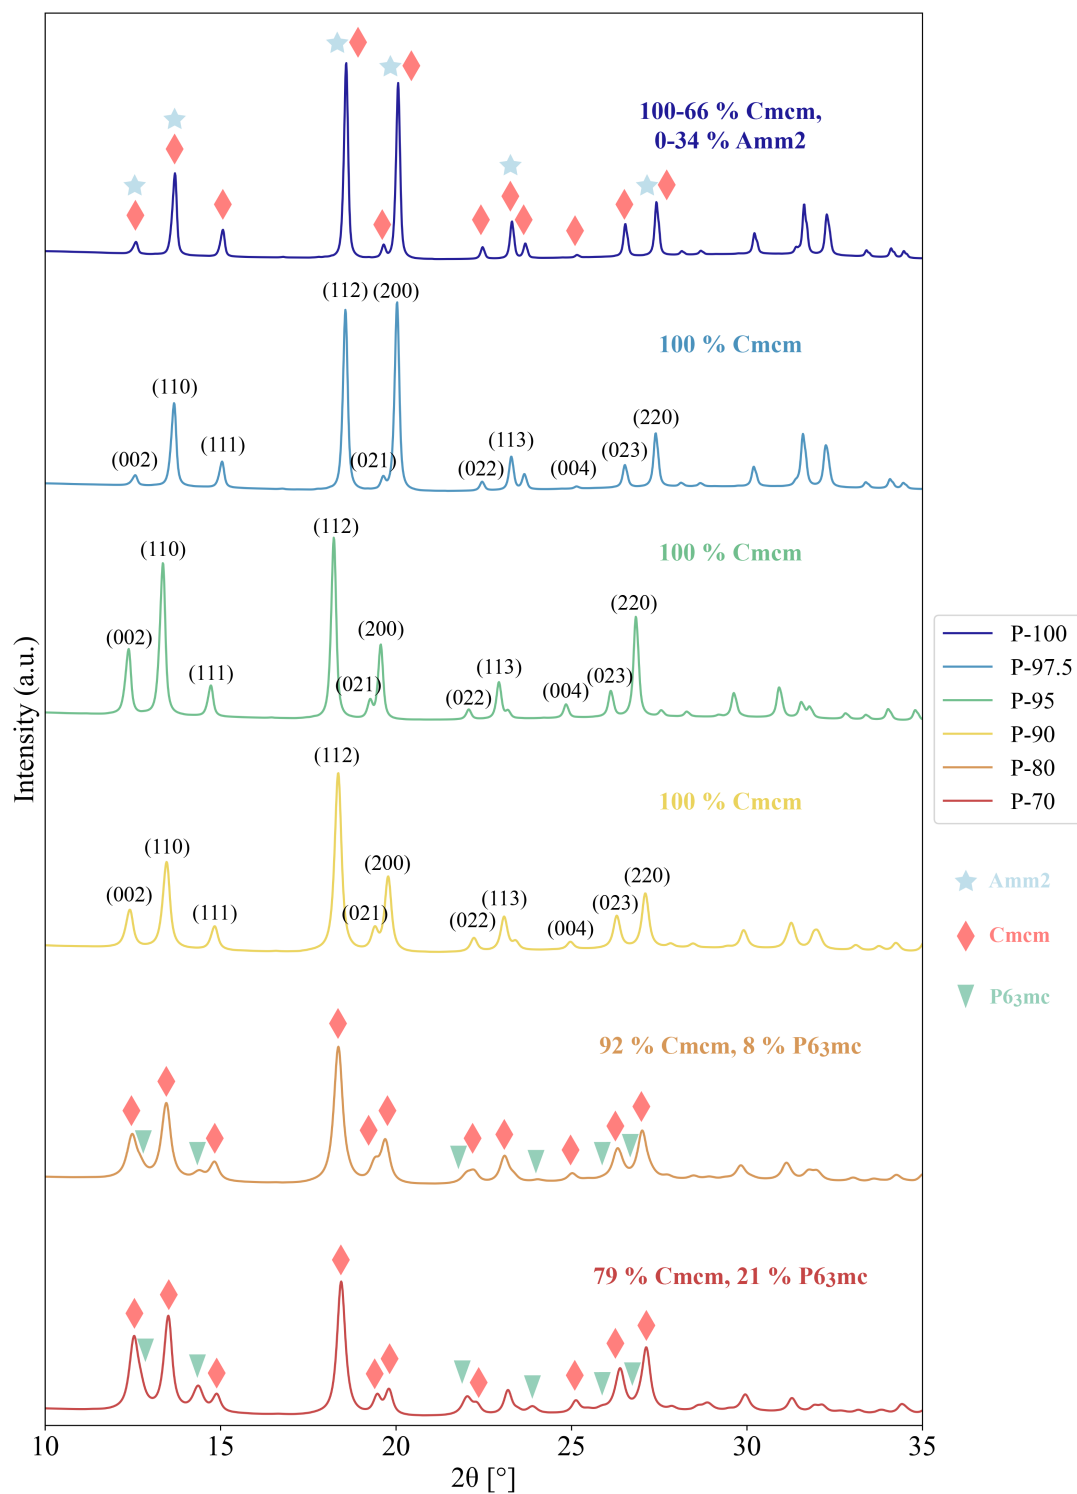 100-66 % Cmcm,
0-34 % Amm2
(112) (200)
100 % Cmcm
(110)
(002) (111) (021) (022) (113) (004) (023) (220)
(112)
100 % Cmcm
(110)
(002) (111) (021) (200) (022) (113) (004) (023) (220)
(112)
100 % Cmcm
(110)
(002) (111) (021) (200) (022) (113) (004) (023) (220)
92 % Cmcm, 8 % P6₃mc
79 % Cmcm, 21 % P6₃mc
Intensity (a.u.)
10 15 20 25 30 35
2θ [°]
P-100
P-97.5
P-95
P-90
P-80
P-70
Amm2
Cmcm
P6₃mc